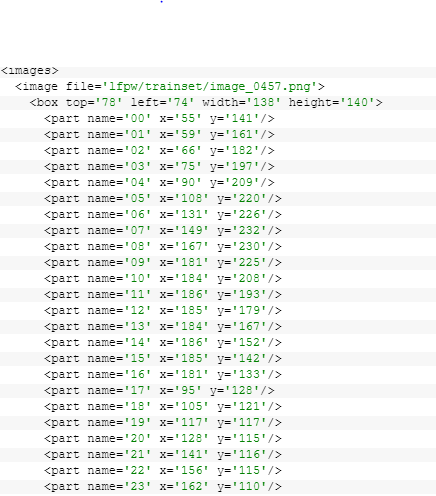 <images>
<image file='lfpw/trainset/image_0457.png'>
<box top='78' left='74' width='138' height='140'>
<part name='00' x='55' y='141'/>
<part name='01' x='59' y='161'/>
<part name='02' x='66' y='182'/>
<part name='03' x='75' y='197'/>
<part name='04' x='90' y='209'/>
<part name='05' x='108' y='220'/>
<part name='06' x='131' y='226'/>
<part name='07' x='149' y='232'/>
<part name='08' x='167' y='230'/>
<part name='09' x='181' y='225'/>
<part name='10' x='184' y='208'/>
<part name='11' x='186' y='193'/>
<part name='12' x='185' y='179'/>
<part name='13' x='184' y='167'/>
<part name='14' x='186' y='152'/>
<part name='15' x='185' y='142'/>
<part name='16' x='181' y='133'/>
<part name='17' x='95' y='128'/>
<part name='18' x='105' y='121'/>
<part name='19' x='117' y='117'/>
<part name='20' x='128' y='115'/>
<part name='21' x='141' y='116'/>
<part name='22' x='156' y='115'/>
<part name='23' x='162' y='110'/>